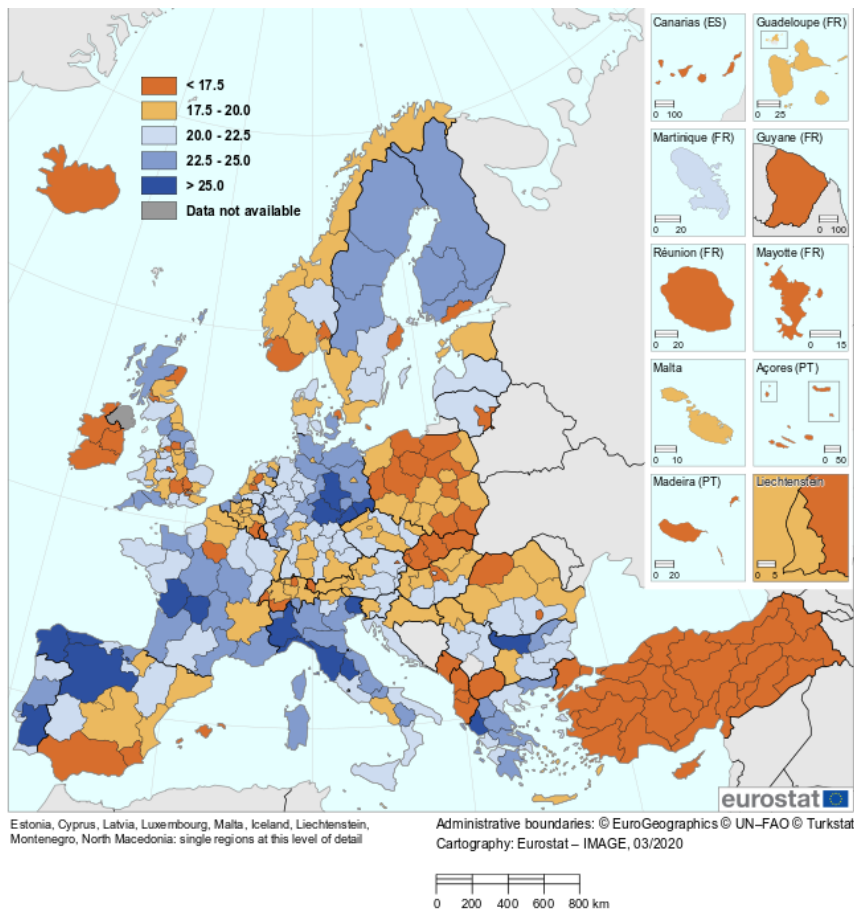 < 17.5
17.5 - 20.0
20.0 - 22.5
22.5 - 25.0
> 25.0
Data not available
Canarias (ES)
0 100
Guadeloupe (FR)
0 25
Martinique (FR)
0 20
Guyane (FR)
0 100
Réunion (FR)
0 20
Mayotte (FR)
0 15
Malta
0 10
Açores (PT)
0 50
Madeira (PT)
0 20
Liechtenstein
0 5
eurostat
Estonia, Cyprus, Latvia, Luxembourg, Malta, Iceland, Liechtenstein,
Montenegro, North Macedonia: single regions at this level of detail
Administrative boundaries: © EuroGeographics © UN–FAO © Turkstat
Cartography: Eurostat – IMAGE, 03/2020
0 200 400 600 800 km